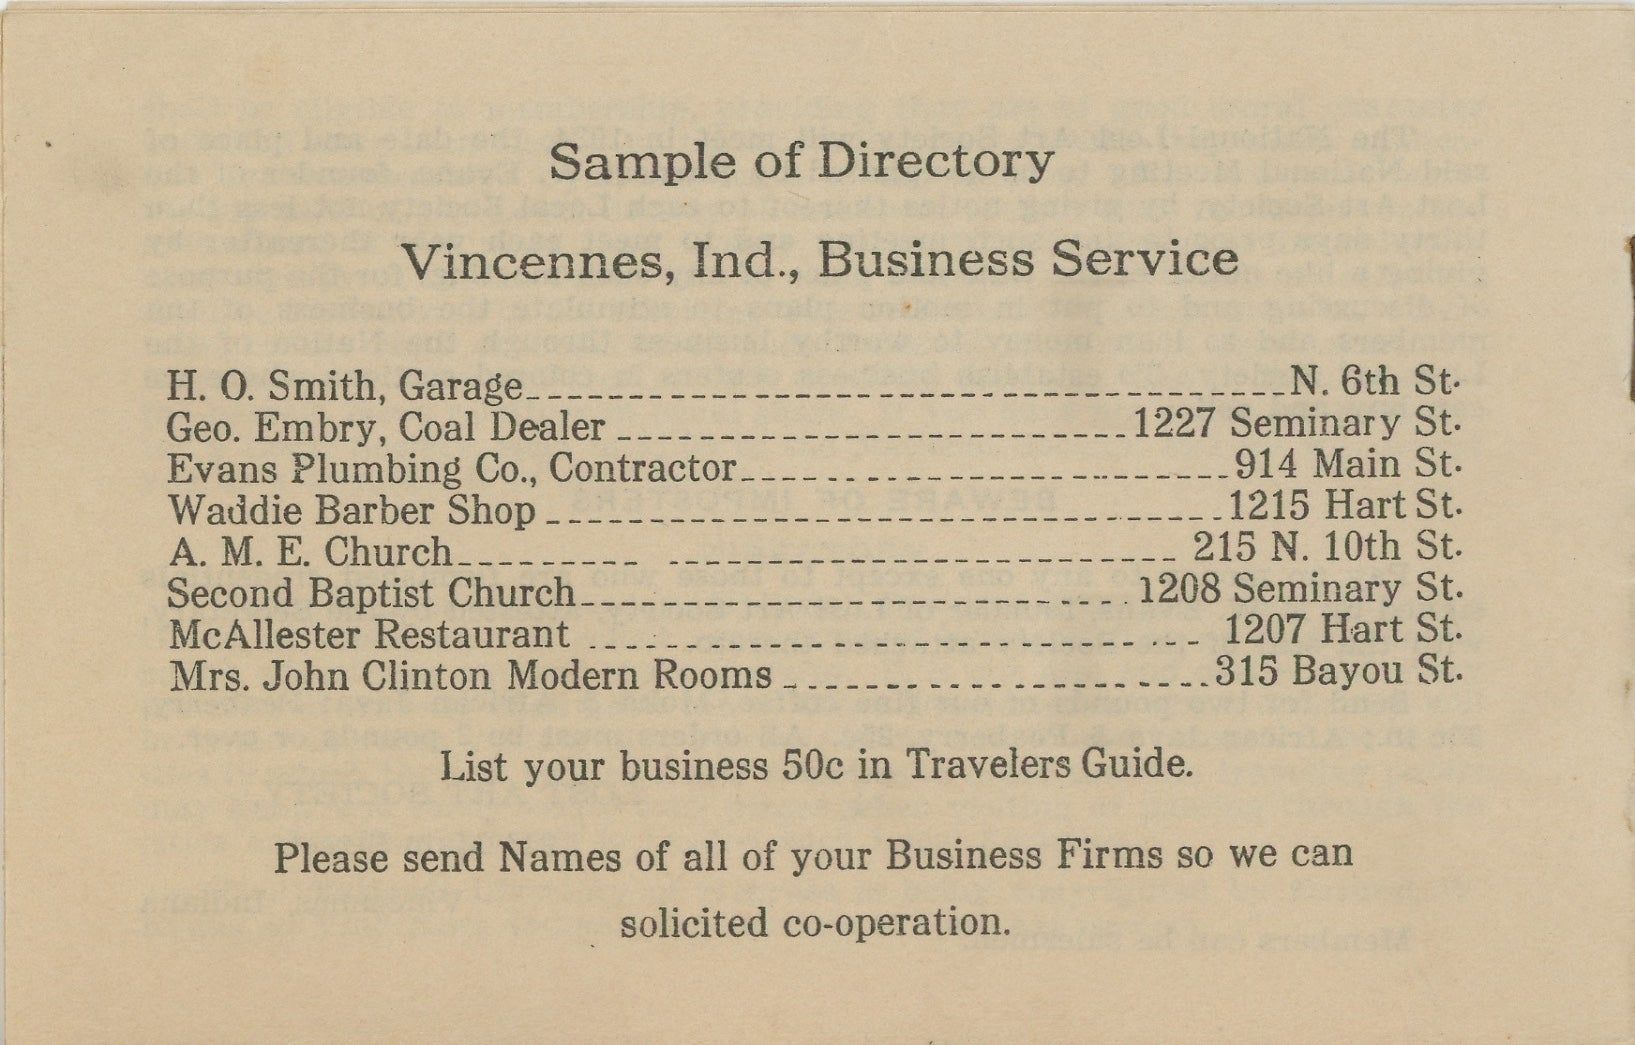 Sample of Directory
Vincennes, Ind., Business Service
H. O. Smith, Garage N. 6th St.
Geo. Embry, Coal Dealer 1227 Seminary St.
Evans Plumbing Co., Contractor 914 Main St.
Waddie Barber Shop 1215 Hart St.
A. M. E. Church 215 N. 10th St.
Second Baptist Church 1208 Seminary St.
McAllester Restaurant 1207 Hart St.
Mrs. John Clinton Modern Rooms 315 Bayou St.
List your business 50c in Travelers Guide.
Please send Names of all of your Business Firms so we can
solicited co-operation.